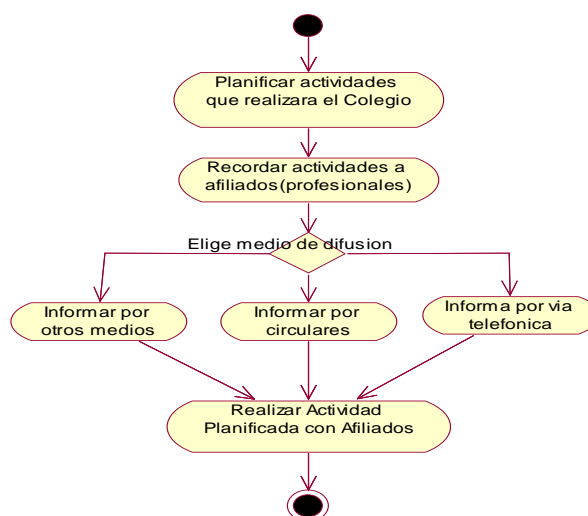 Planificar actividades
que realizara el Colegio
Recordar actividades a
afiliados(profesionales)
Elige medio de difusion
Informar por
otros medios
Informar por
circulares
Informa por via
telefonica
Realizar Actividad
Planificada con Afiliados